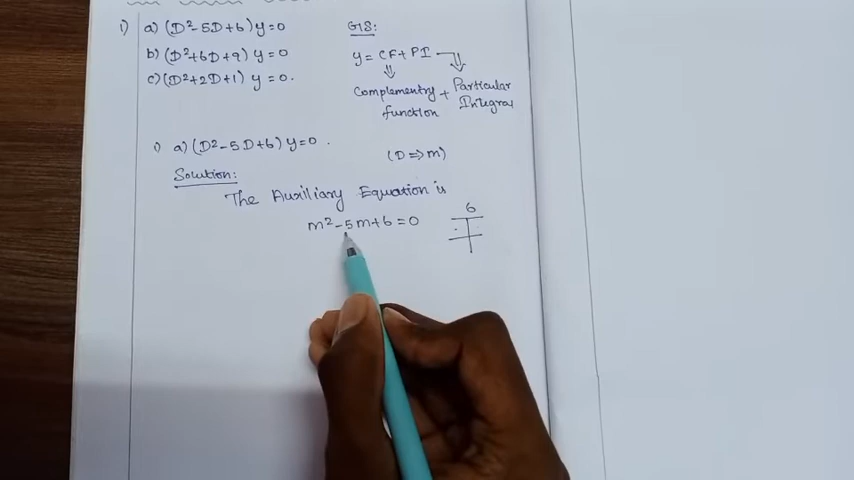 1) a) (D²-5D+6)y=0
b) (D²+6D+9) y=0
c) (D²+2D+1) y=0.
GIS:
y = CF + PI
Complementry + Particular
function Integral
1) a) (D²-5D+6) y=0.
(D⇒m)
Solution:
The Auxiliary Equation is
m²-5m+6=0
6